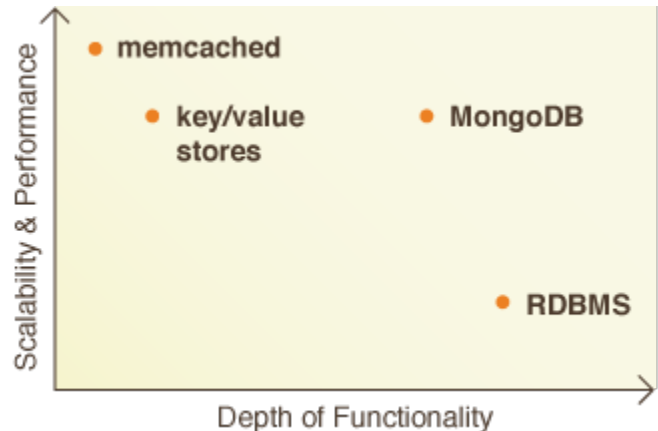 memcached
key/value
stores
MongoDB
RDBMS
Scalability & Performance
Depth of Functionality